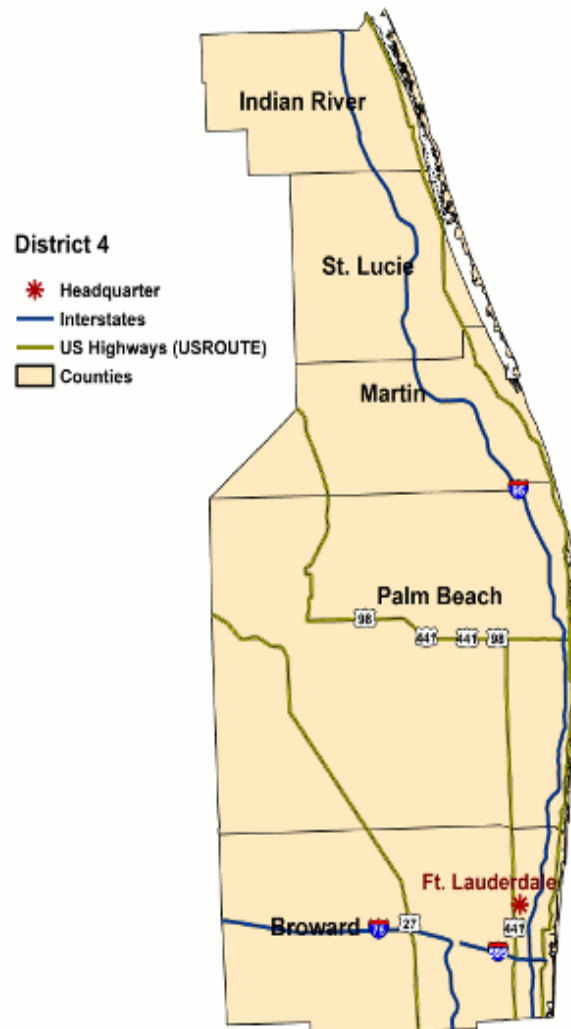 Indian River
District 4
Headquarter
Interstates
US Highways (USROUTE)
Counties
St. Lucie
Martin
95
Palm Beach
98
441
441
98
Ft. Lauderdale
Broward
75
27
441
595